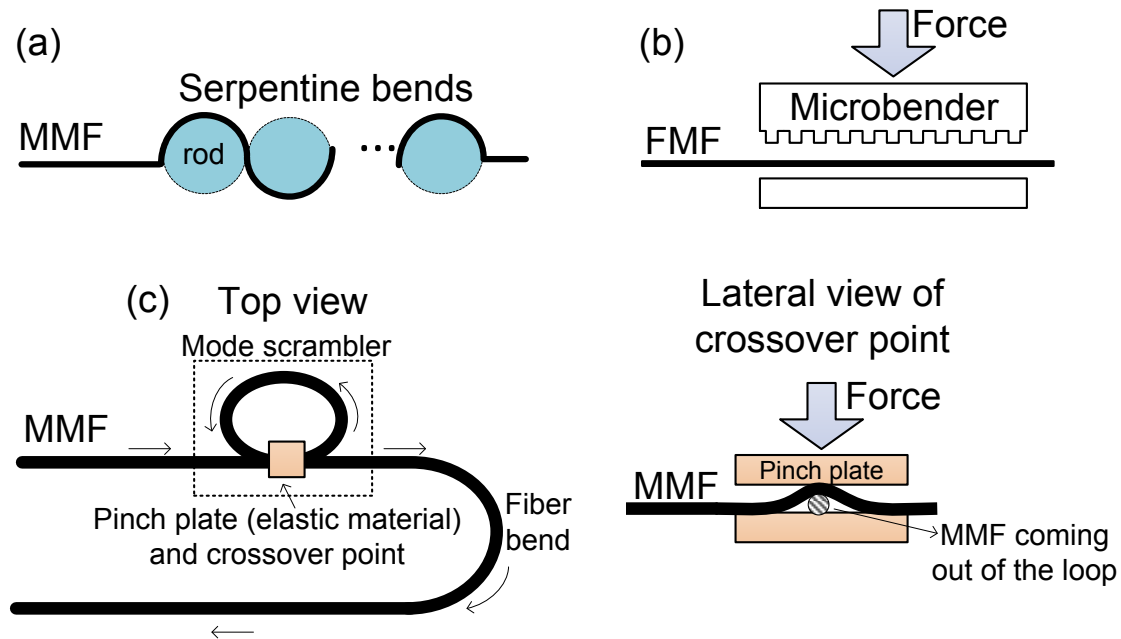 (a)
Serpentine bends
MMF
rod
...
(b)
Force
Microbender
FMF
(c)
Top view
Mode scrambler
MMF
Pinch plate (elastic material)
and crossover point
Fiber
bend
Lateral view of
crossover point
Force
Pinch plate
MMF
MMF coming
out of the loop